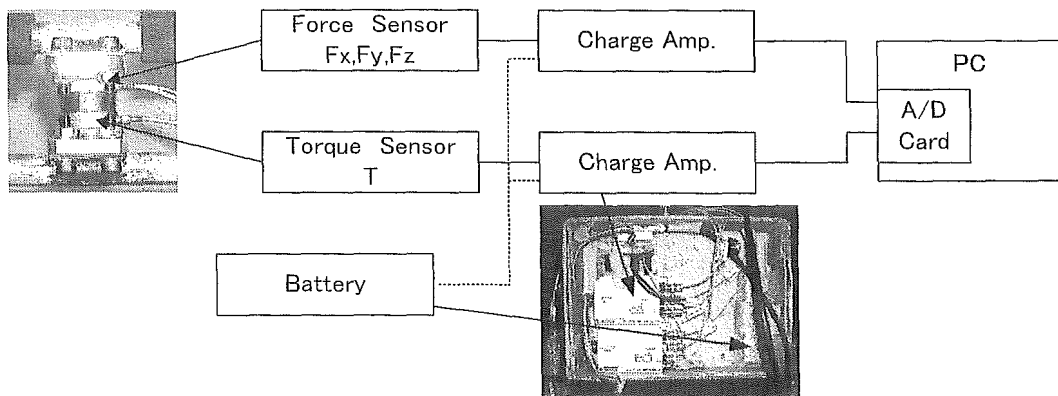 Force Sensor
Fx,Fy,Fz
Charge Amp.
PC
A/D
Card
Torque Sensor
T
Charge Amp.
Battery